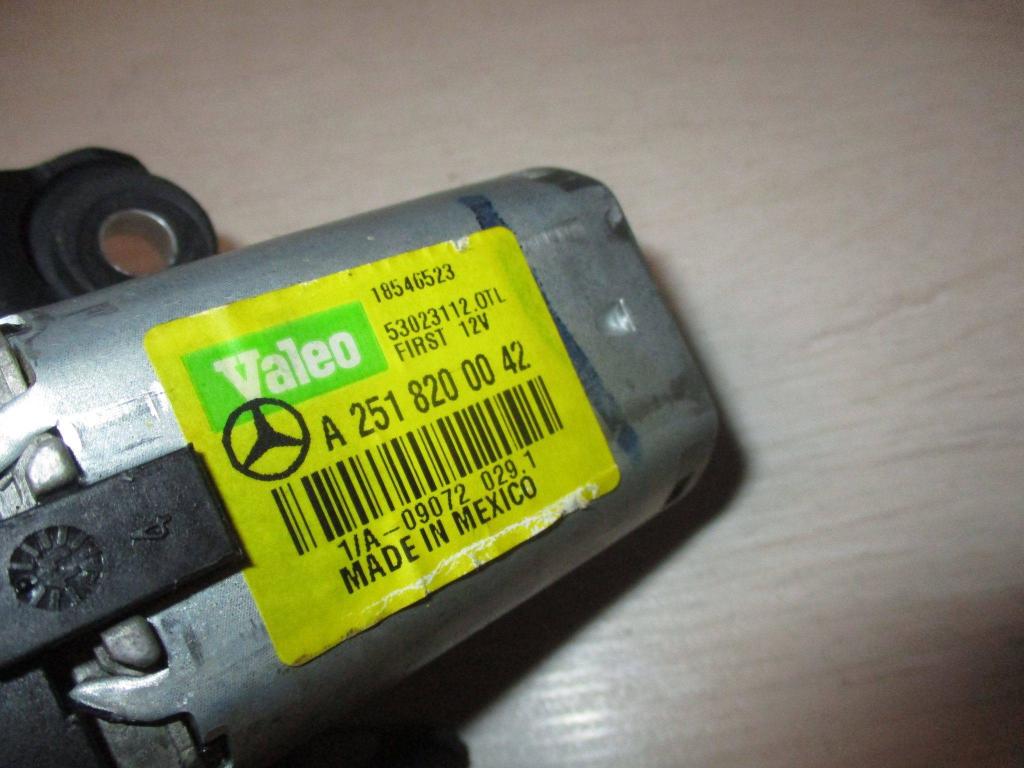 18546523
53023112.OTL
FIRST 12V
Valeo
A 251 820 00 42
1/A-09072 029.1
MADE IN MEXICO